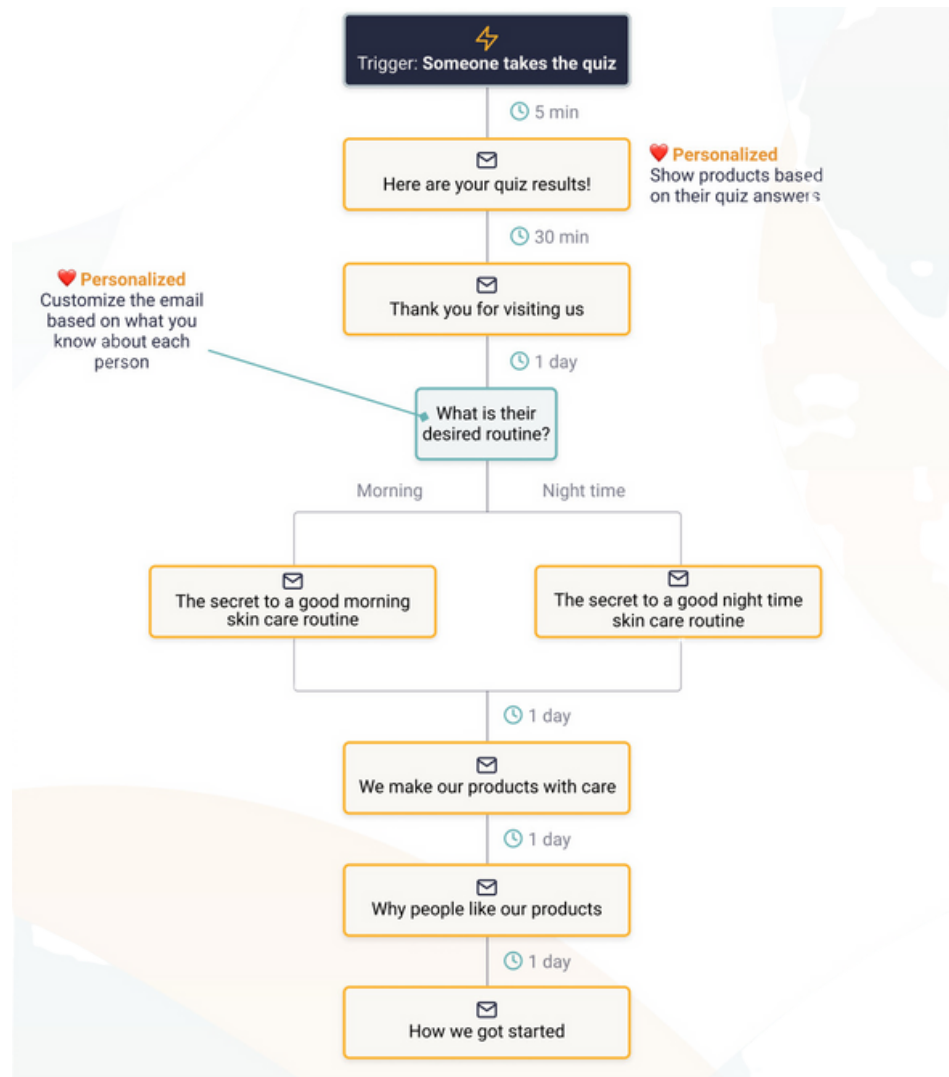 Trigger: Someone takes the quiz
5 min
Here are your quiz results!
❤️ Personalized
Show products based
on their quiz answers
30 min
Thank you for visiting us
❤️ Personalized
Customize the email
based on what you
know about each
person
1 day
What is their
desired routine?
Morning
Night time
The secret to a good morning
skin care routine
The secret to a good night time
skin care routine
1 day
We make our products with care
1 day
Why people like our products
1 day
How we got started